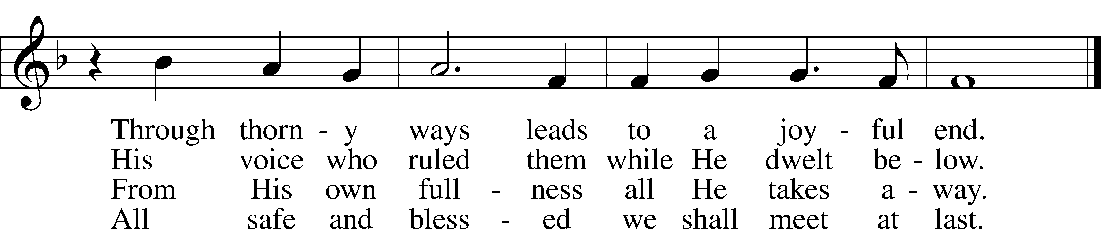 Through thorn - y ways leads to a joy - ful end.
His voice who ruled them while He dwelt be - low.
From His own full - ness all He takes a - way.
All safe and bless - ed we shall meet at last.